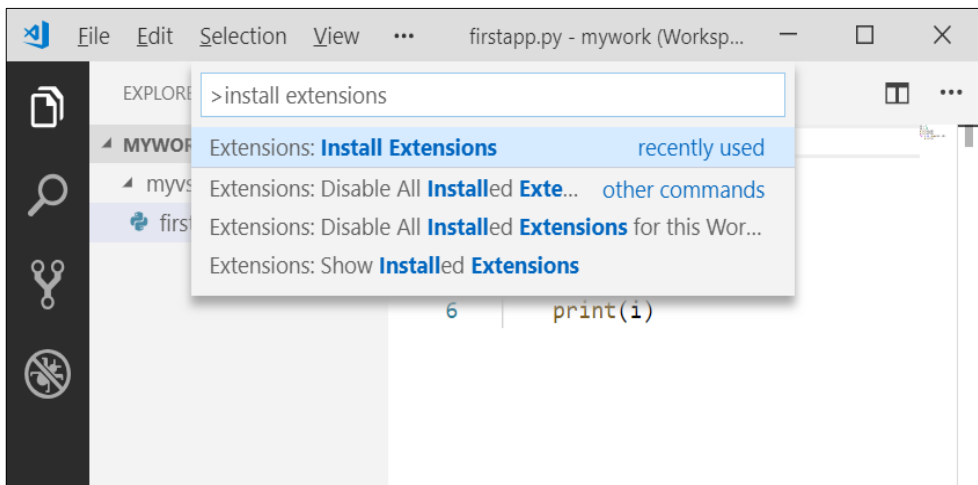 File Edit Selection View ••• firstapp.py - mywork (Worksp...
EXPLORE
>install extensions
MYWOR
Extensions: Install Extensions recently used
myvs
Extensions: Disable All Installed Exte... other commands
firs
Extensions: Disable All Installed Extensions for this Wor...
Extensions: Show Installed Extensions
6 print(i)